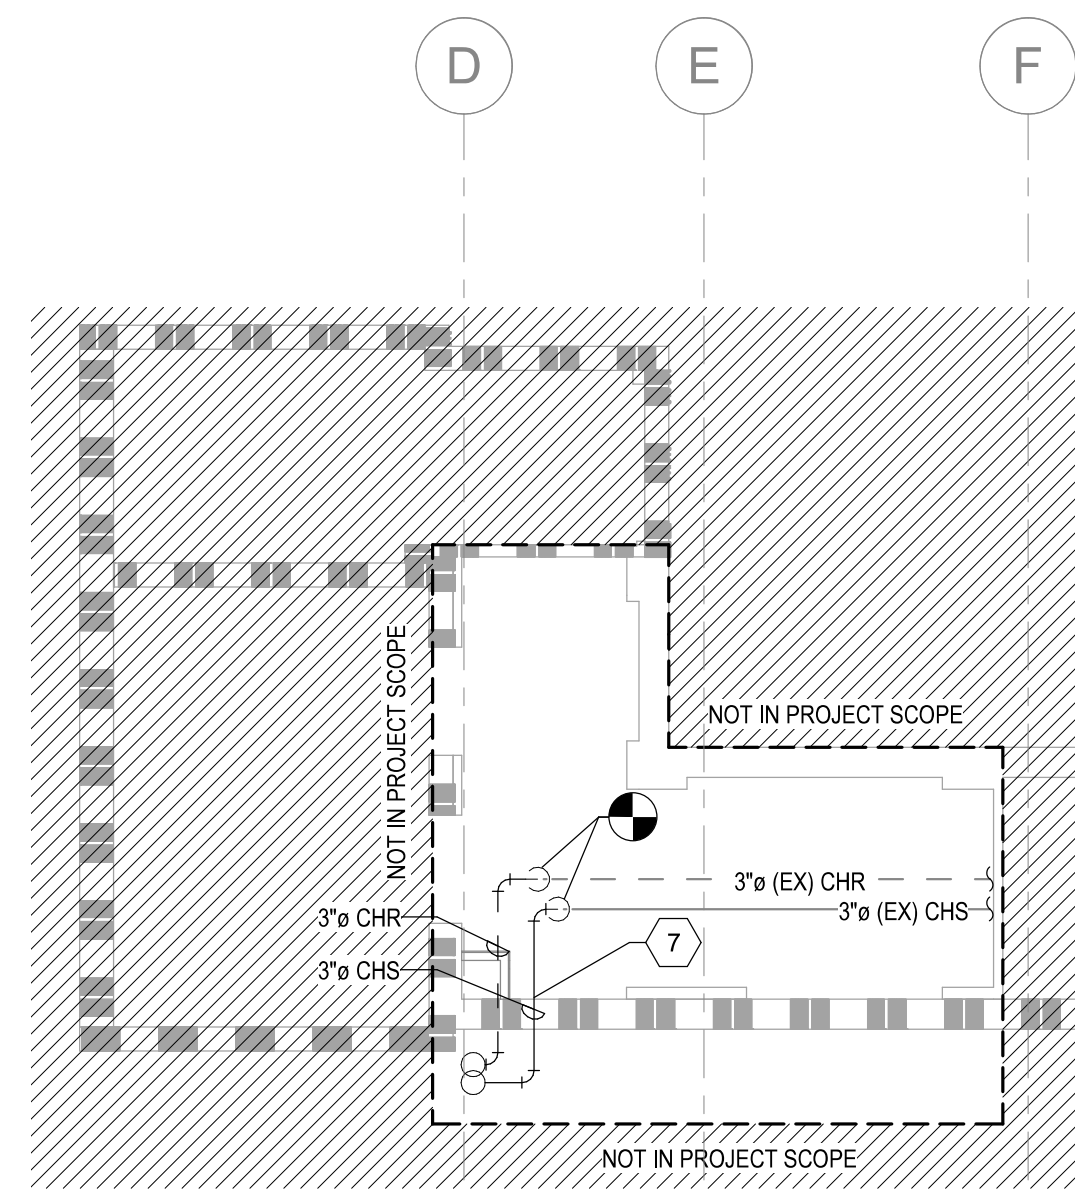 D
E
F
NOT IN PROJECT SCOPE
NOT IN PROJECT SCOPE
3"ø (EX) CHR
3"ø (EX) CHS
3"ø CHR
7
3"ø CHS
NOT IN PROJECT SCOPE